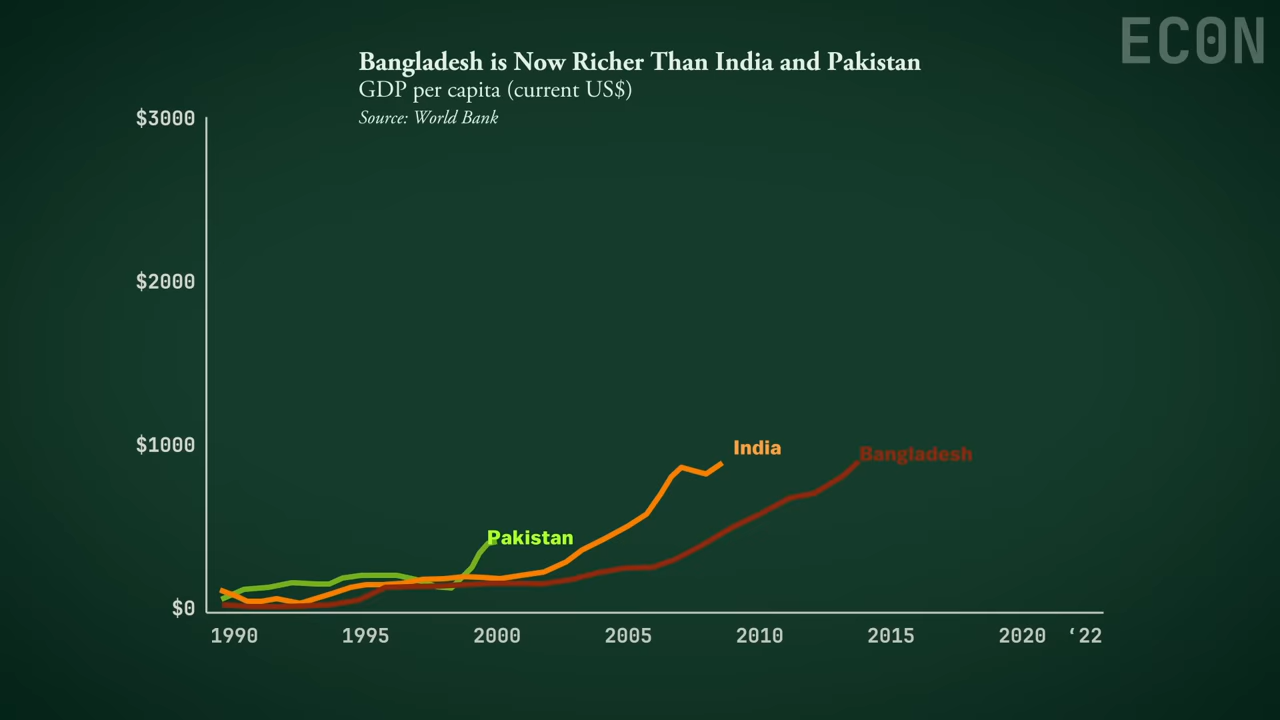 ECON
Bangladesh is Now Richer Than India and Pakistan
GDP per capita (current US$)
Source: World Bank
$3000
$2000
$1000
India
Bangladesh
Pakistan
$0
1990 1995 2000 2005 2010 2015 2020 ‘22